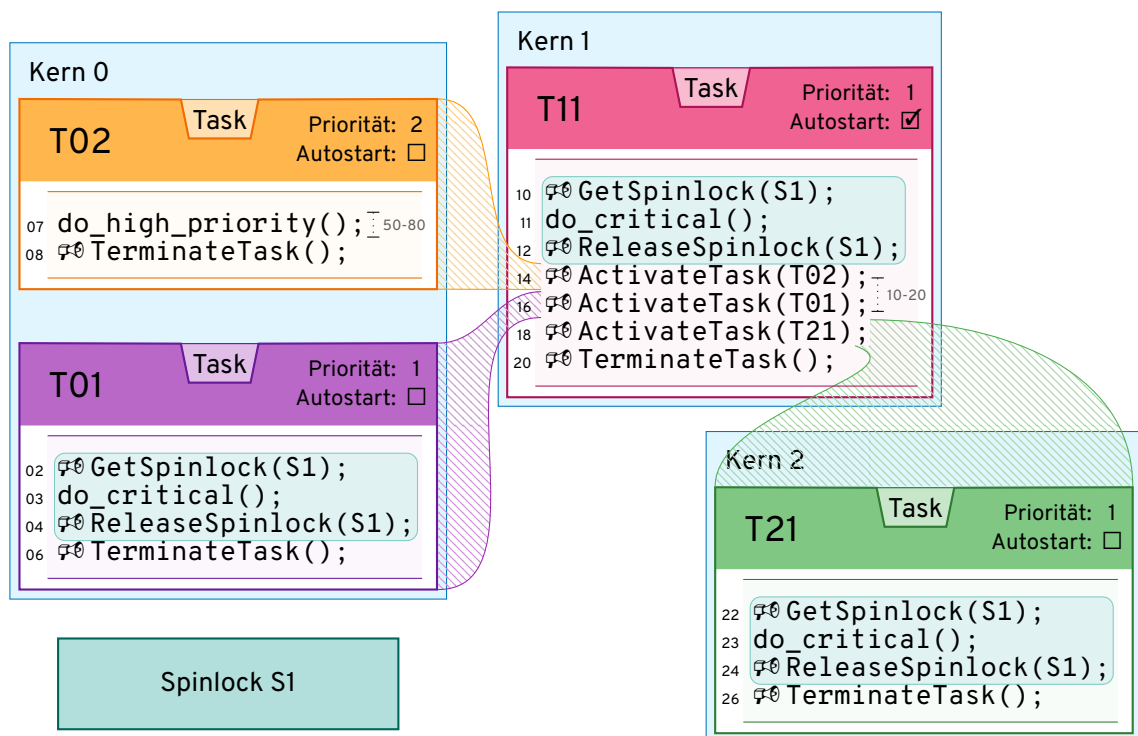 Kern 0
Task
T02
Priorität: 2
Autostart: ☐
07 do_high_priority(); 50-80
08 TerminateTask();
Task
T01
Priorität: 1
Autostart: ☐
02 GetSpinlock(S1);
03 do_critical();
04 ReleaseSpinlock(S1);
06 TerminateTask();
Spinlock S1
Kern 1
Task
T11
Priorität: 1
Autostart: ☑
10 GetSpinlock(S1);
11 do_critical();
12 ReleaseSpinlock(S1);
14 ActivateTask(T02);
16 ActivateTask(T01); 10-20
18 ActivateTask(T21);
20 TerminateTask();
Kern 2
Task
T21
Priorität: 1
Autostart: ☐
22 GetSpinlock(S1);
23 do_critical();
24 ReleaseSpinlock(S1);
26 TerminateTask();